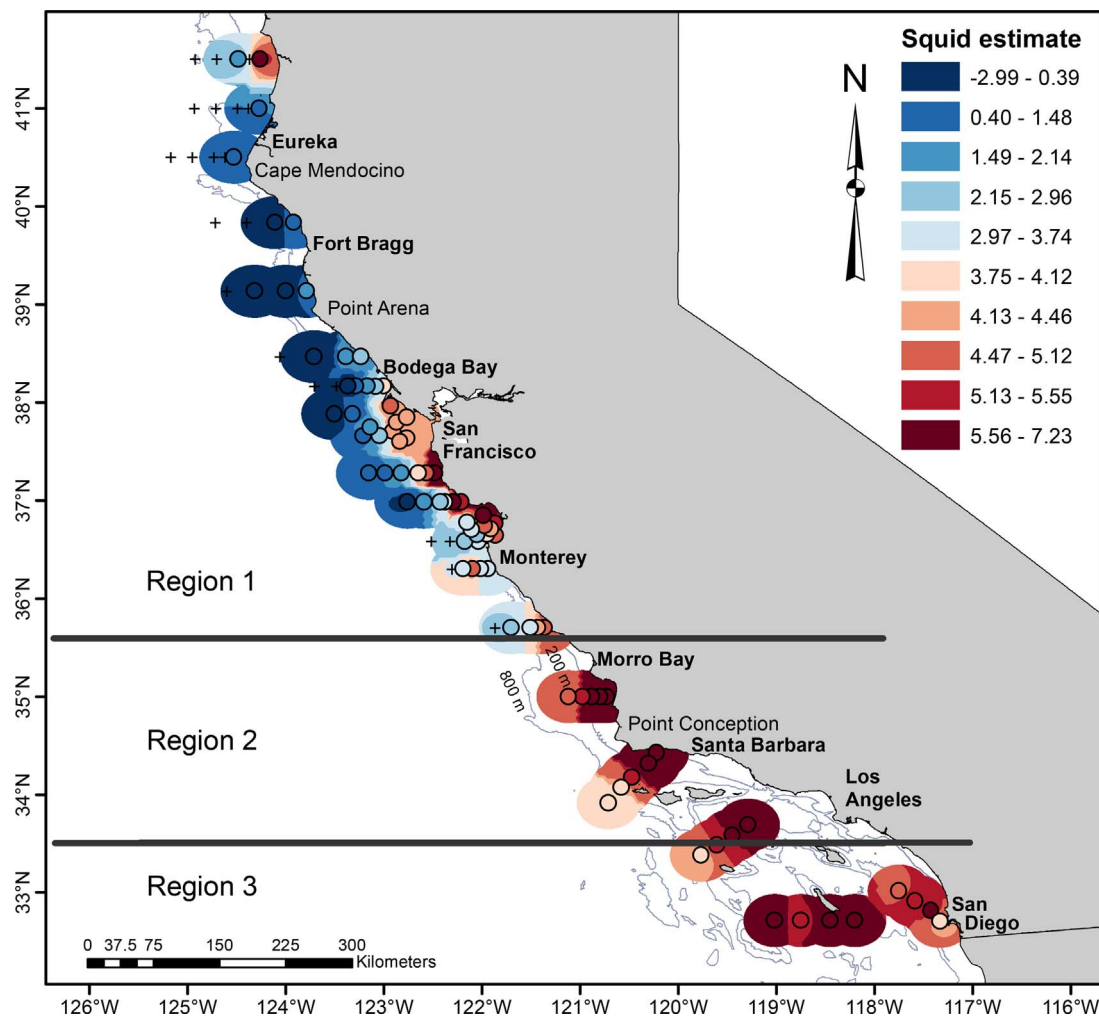 Squid estimate
-2.99 - 0.39
0.40 - 1.48
1.49 - 2.14
2.15 - 2.96
2.97 - 3.74
3.75 - 4.12
4.13 - 4.46
4.47 - 5.12
5.13 - 5.55
5.56 - 7.23
N
41°N
40°N
39°N
38°N
37°N
36°N
35°N
34°N
33°N
Eureka
Cape Mendocino
Fort Bragg
Point Arena
Bodega Bay
San
Francisco
Monterey
Region 1
Morro Bay
200 m
800 m
Point Conception
Region 2
Santa Barbara
Los
Angeles
Region 3
San
Diego
0 37.5 75 150 225 300
Kilometers
126°W 125°W 124°W 123°W 122°W 121°W 120°W 119°W 118°W 117°W 116°W